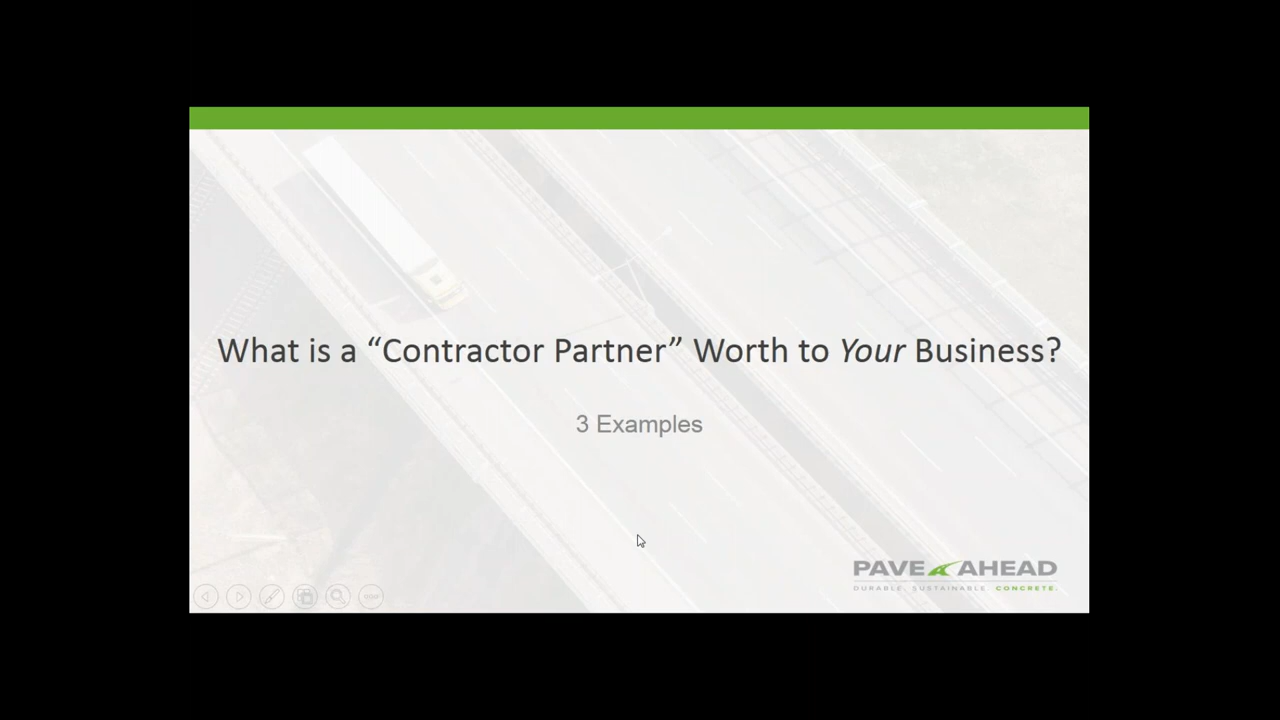 What is a “Contractor Partner” Worth to Your Business?
3 Examples
PAVE AHEAD
DURABLE. SUSTAINABLE. CONCRETE.